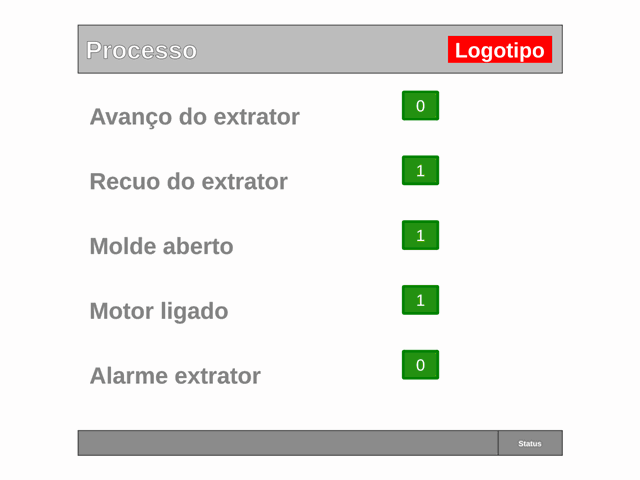 Processo Logotipo
Avanço do extrator 0
Recuo do extrator 1
Molde aberto 1
Motor ligado 1
Alarme extrator 0
Status